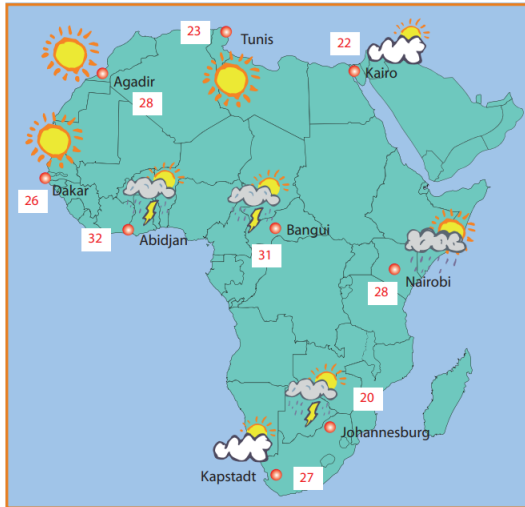 23
Tunis
22
Kairo
Agadir
28
26
Dakar
32
Abidjan
Bangui
31
28
Nairobi
20
Johannesburg
Kapstadt
27